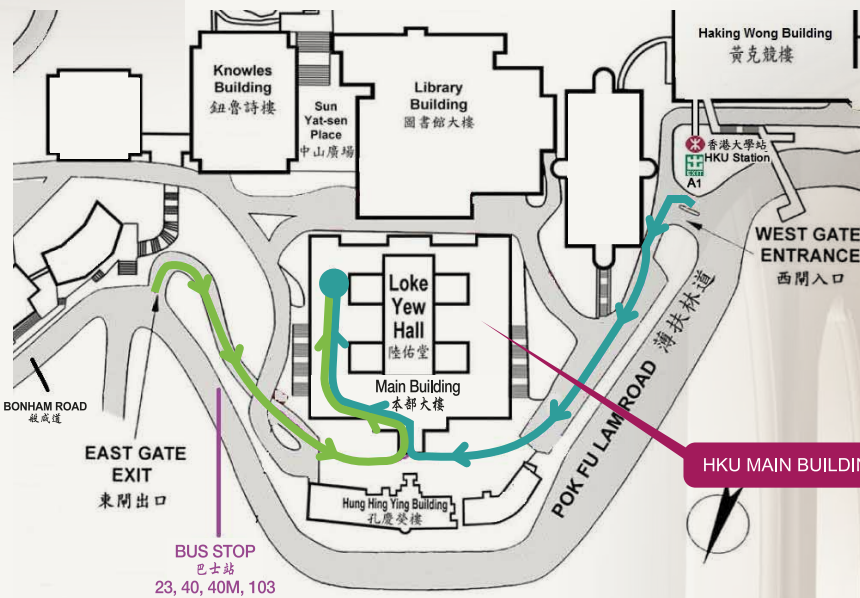 Haking Wong Building
黃克競樓
Knowles
Building
鈕魯詩樓
Sun
Yat-sen
Place
中山廣場
Library
Building
圖書館大樓
香港大學站
HKU Station
出
EXIT
A1
WEST GATE
ENTRANCE
西閘入口
Loke
Yew
Hall
陸佑堂
Main Building
本部大樓
POK FU LAM ROAD 薄扶林道
BONHAM ROAD
般咸道
EAST GATE
EXIT
東閘出口
HKU MAIN BUILDIN
Hung Hing Ying Building
孔慶熒樓
BUS STOP
巴士站
23, 40, 40M, 103